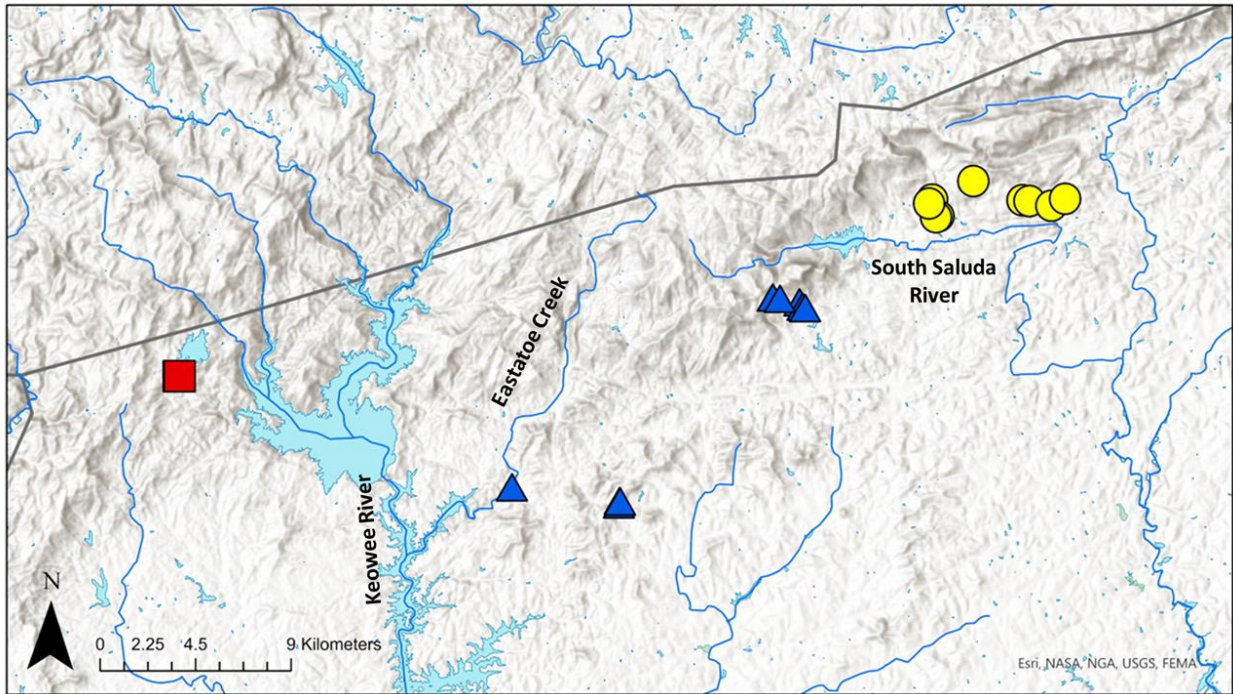 South Saluda
River
Eastatoe Creek
Keowee River
N
0 2.25 4.5 9 Kilometers
Esri, NASA, NGA, USGS, FEMA